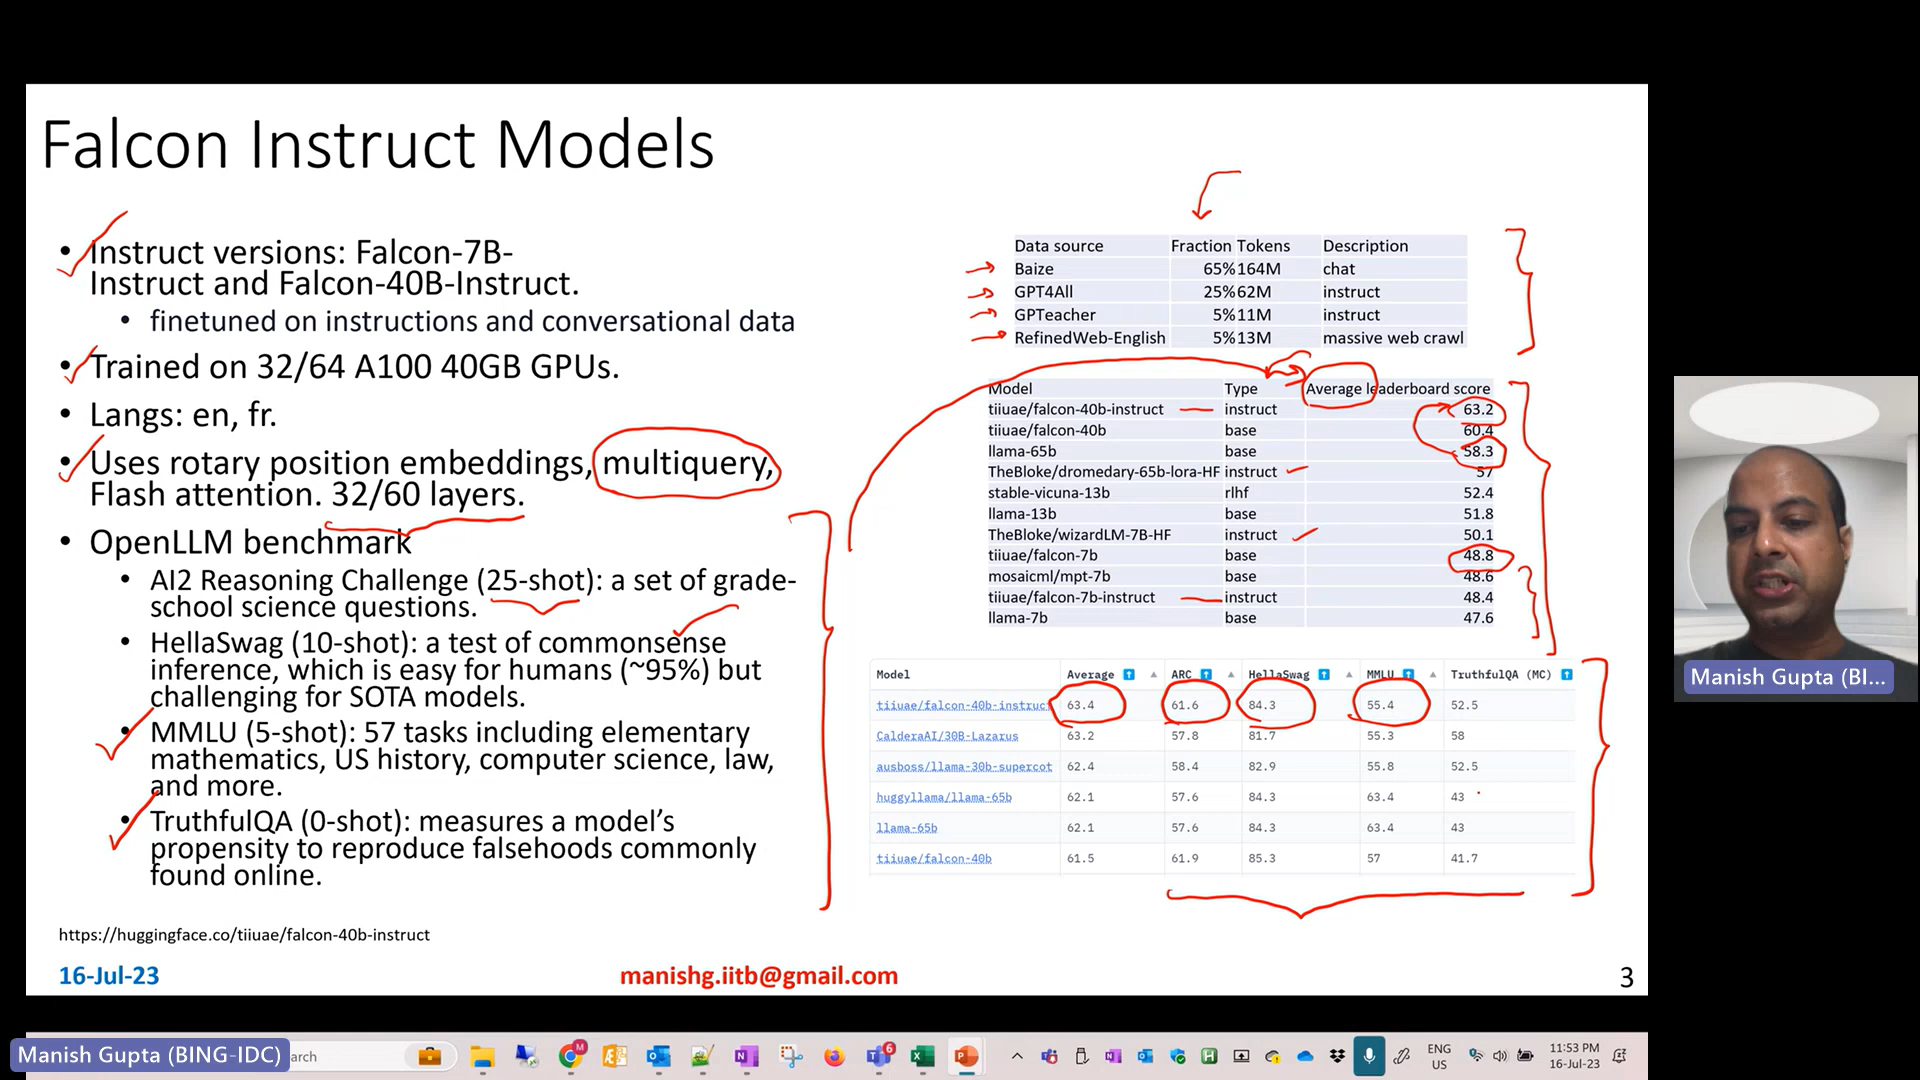 Falcon Instruct Models
• Instruct versions: Falcon-7B-
Instruct and Falcon-40B-Instruct.
• finetuned on instructions and conversational data
• Trained on 32/64 A100 40GB GPUs.
• Langs: en, fr.
• Uses rotary position embeddings, multiquery,
Flash attention. 32/60 layers.
• OpenLLM benchmark
• AI2 Reasoning Challenge (25-shot): a set of grade-
school science questions.
• HellaSwag (10-shot): a test of commonsense
inference, which is easy for humans (~95%) but
challenging for SOTA models.
• MMLU (5-shot): 57 tasks including elementary
mathematics, US history, computer science, law,
and more.
• TruthfulQA (0-shot): measures a model's
propensity to reproduce falsehoods commonly
found online.
https://huggingface.co/tiiuae/falcon-40b-instruct
Data source Fraction Tokens Description
Baize 65% 164M chat
GPT4All 25% 62M instruct
GPTeacher 5% 11M instruct
RefinedWeb-English 5% 13M massive web crawl
Model Type Average leaderboard score
tiiuae/falcon-40b-instruct instruct 63.2
tiiuae/falcon-40b base 60.4
llama-65b base 58.3
TheBloke/dromedary-65b-lora-HF instruct 57
stable-vicuna-13b rlhf 52.4
llama-13b base 51.8
TheBloke/wizardLM-7B-HF instruct 50.1
tiiuae/falcon-7b base 48.8
mosaicml/mpt-7b base 48.6
tiiuae/falcon-7b-instruct instruct 48.4
llama-7b base 47.6
Model Average ARC HellaSwag MMLU TruthfulQA (MC)
tiiuae/falcon-40b-instruct 63.4 61.6 84.3 55.4 52.5
CalderaAI/30B-Lazarus 63.2 57.8 81.7 55.3 58
ausboss/llama-30b-supercot 62.4 58.4 82.9 55.8 52.5
huggyllama/llama-65b 62.1 57.6 84.3 63.4 43
llama-65b 62.1 57.6 84.3 63.4 43
tiiuae/falcon-40b 61.5 61.9 85.3 57 41.7
16-Jul-23
manishg.iitb@gmail.com
3
Manish Gupta (BI...
Manish Gupta (BING-IDC)
arch
M
6
ENG
US
11:53 PM
16-Jul-23